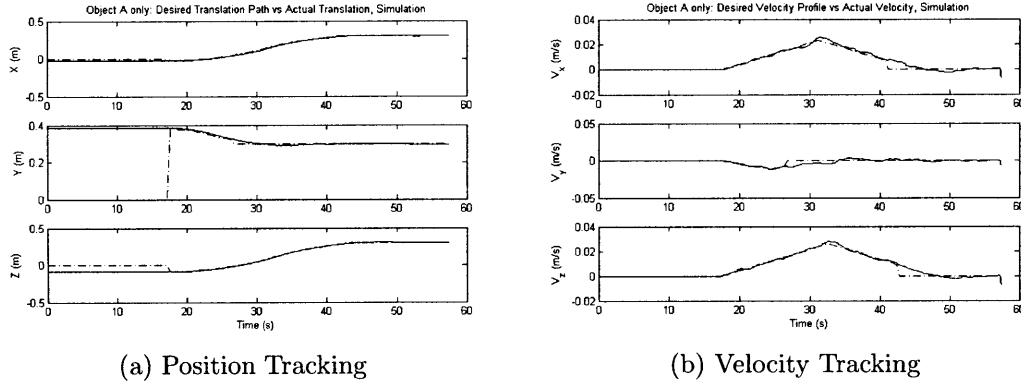 Object A only: Desired Translation Path vs Actual Translation, Simulation
0.5
X (m)
0
-0.5
0 10 20 30 40 50 60
0.4
Y (m)
0.2
0
0 10 20 30 40 50 60
0.5
Z (m)
0
-0.5
0 10 20 30 40 50 60
Time (s)
(a) Position Tracking
Object A only: Desired Velocity Profile vs Actual Velocity, Simulation
0.04
0.02
Vx (m/s)
0
-0.02
0 10 20 30 40 50 60
0.05
Vy (m/s)
0
-0.05
0 10 20 30 40 50 60
0.04
0.02
Vz (m/s)
0
0.02
0 10 20 30 40 50 60
Time (s)
(b) Velocity Tracking